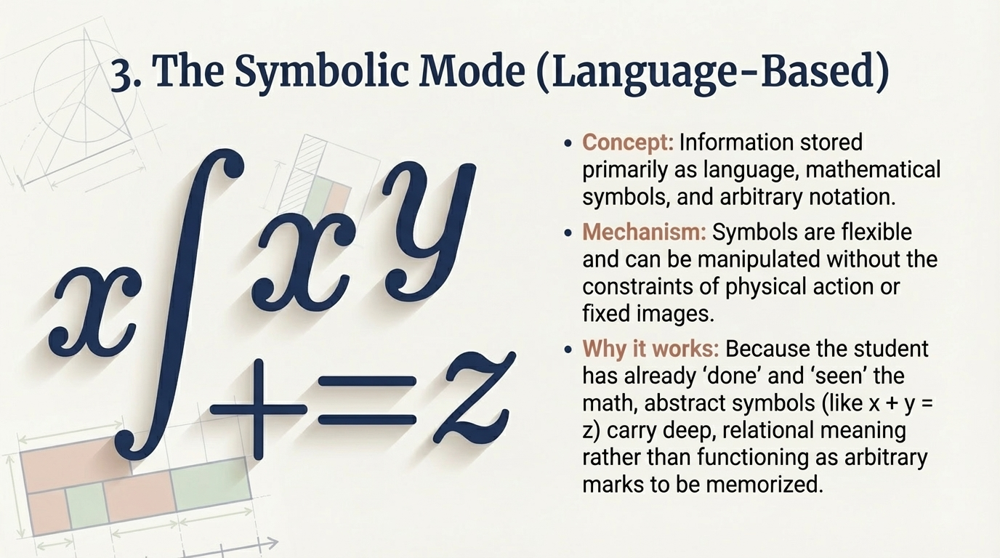 3. The Symbolic Mode (Language-Based)
x ∫ x y
+ = z
• Concept: Information stored
primarily as language, mathematical
symbols, and arbitrary notation.
• Mechanism: Symbols are flexible
and can be manipulated without the
constraints of physical action or
fixed images.
• Why it works: Because the student
has already ‘done’ and ‘seen’ the
math, abstract symbols (like x + y =
z) carry deep, relational meaning
rather than functioning as arbitrary
marks to be memorized.